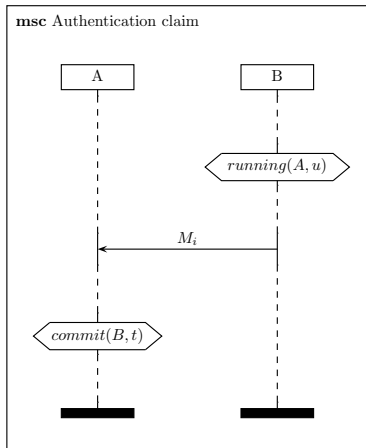 msc Authentication claim
A
B
running(A, u)
M_i
commit(B, t)